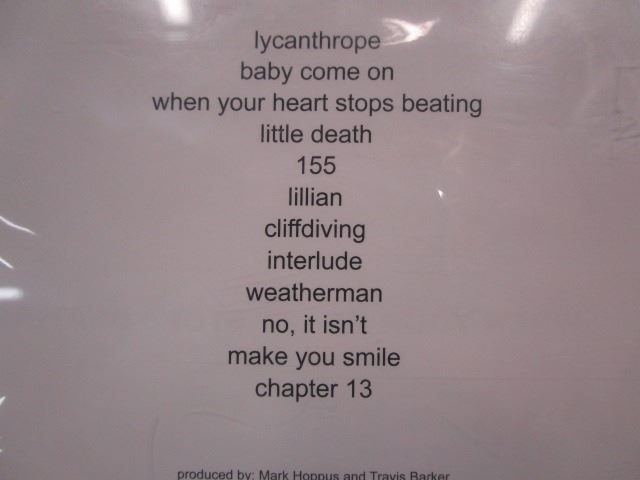 lycanthrope
baby come on
when your heart stops beating
little death
155
lillian
cliffdiving
interlude
weatherman
no, it isn't
make you smile
chapter 13
produced by: Mark Hoppus and Travis Barker